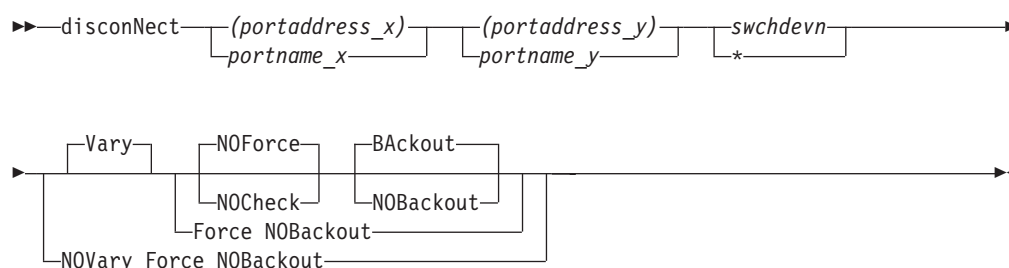 disconNect (portaddress_x) (portaddress_y) swchdevn
portname_x portname_y *
Vary NOForce BAckout
NOCheck NOBackout
Force NOBackout
NOVary Force NOBackout